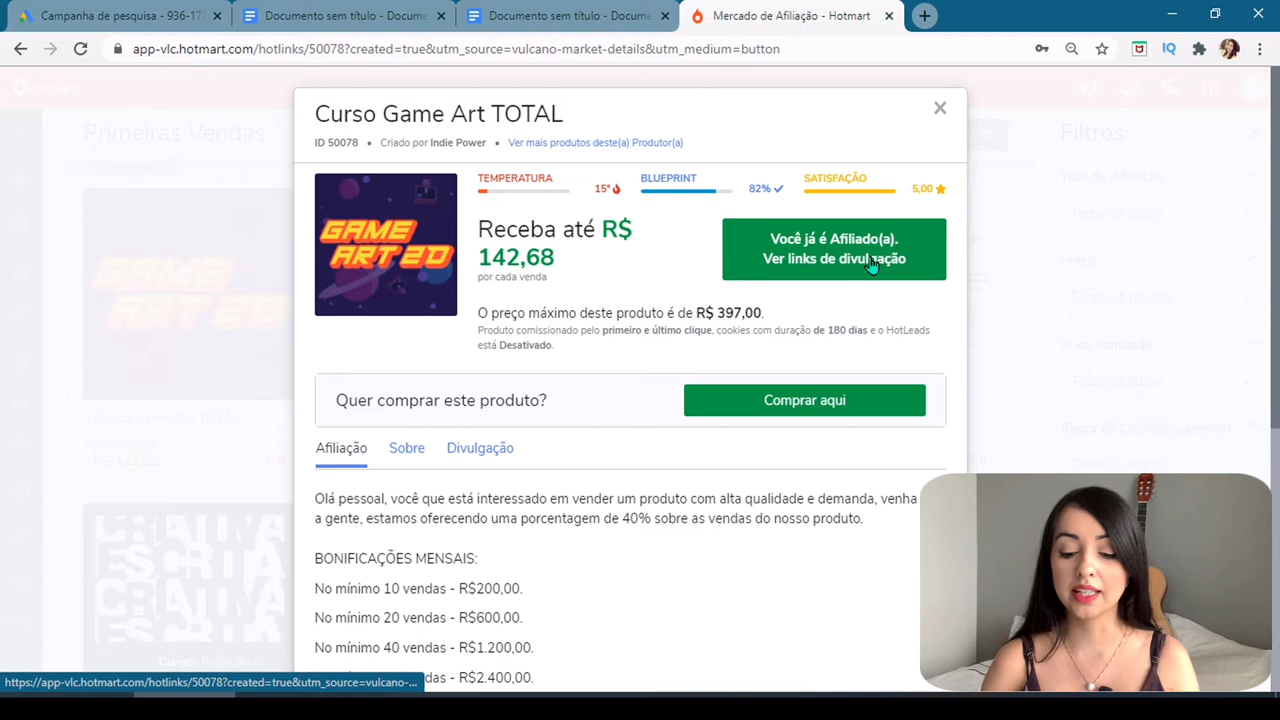 Campanha de pesquisa - 936-17
Documento sem título - Docume
Documento sem título - Docume
Mercado de Afiliação - Hotmart
app-vlc.hotmart.com/hotlinks/50078?created=true&utm_source=vulcano-market-details&utm_medium=button
Primeiras Vendas
Filtros
Curso Game Art TOTAL
ID 50078 • Criado por Indie Power • Ver mais produtos deste(a) Produtor(a)
GAME
ART 2D
TEMPERATURA
15°
BLUEPRINT
82%
SATISFAÇÃO
5,00
Receba até R$
142,68
por cada venda
Você já é Afiliado(a).
Ver links de divulgação
O preço máximo deste produto é de R$ 397,00.
Produto comissionado pelo primeiro e último clique, cookies com duração de 180 dias e o HotLeads
está Desativado.
Quer comprar este produto?
Comprar aqui
Afiliação Sobre Divulgação
Olá pessoal, você que está interessado em vender um produto com alta qualidade e demanda, venha
a gente, estamos oferecendo uma porcentagem de 40% sobre as vendas do nosso produto.
BONIFICAÇÕES MENSAIS:
No mínimo 10 vendas - R$200,00.
No mínimo 20 vendas - R$600,00.
No mínimo 40 vendas - R$1.200,00.
vendas - R$2.400,00.
https://app-vlc.hotmart.com/hotlinks/50078?created=true&utm_source=vulcano-...